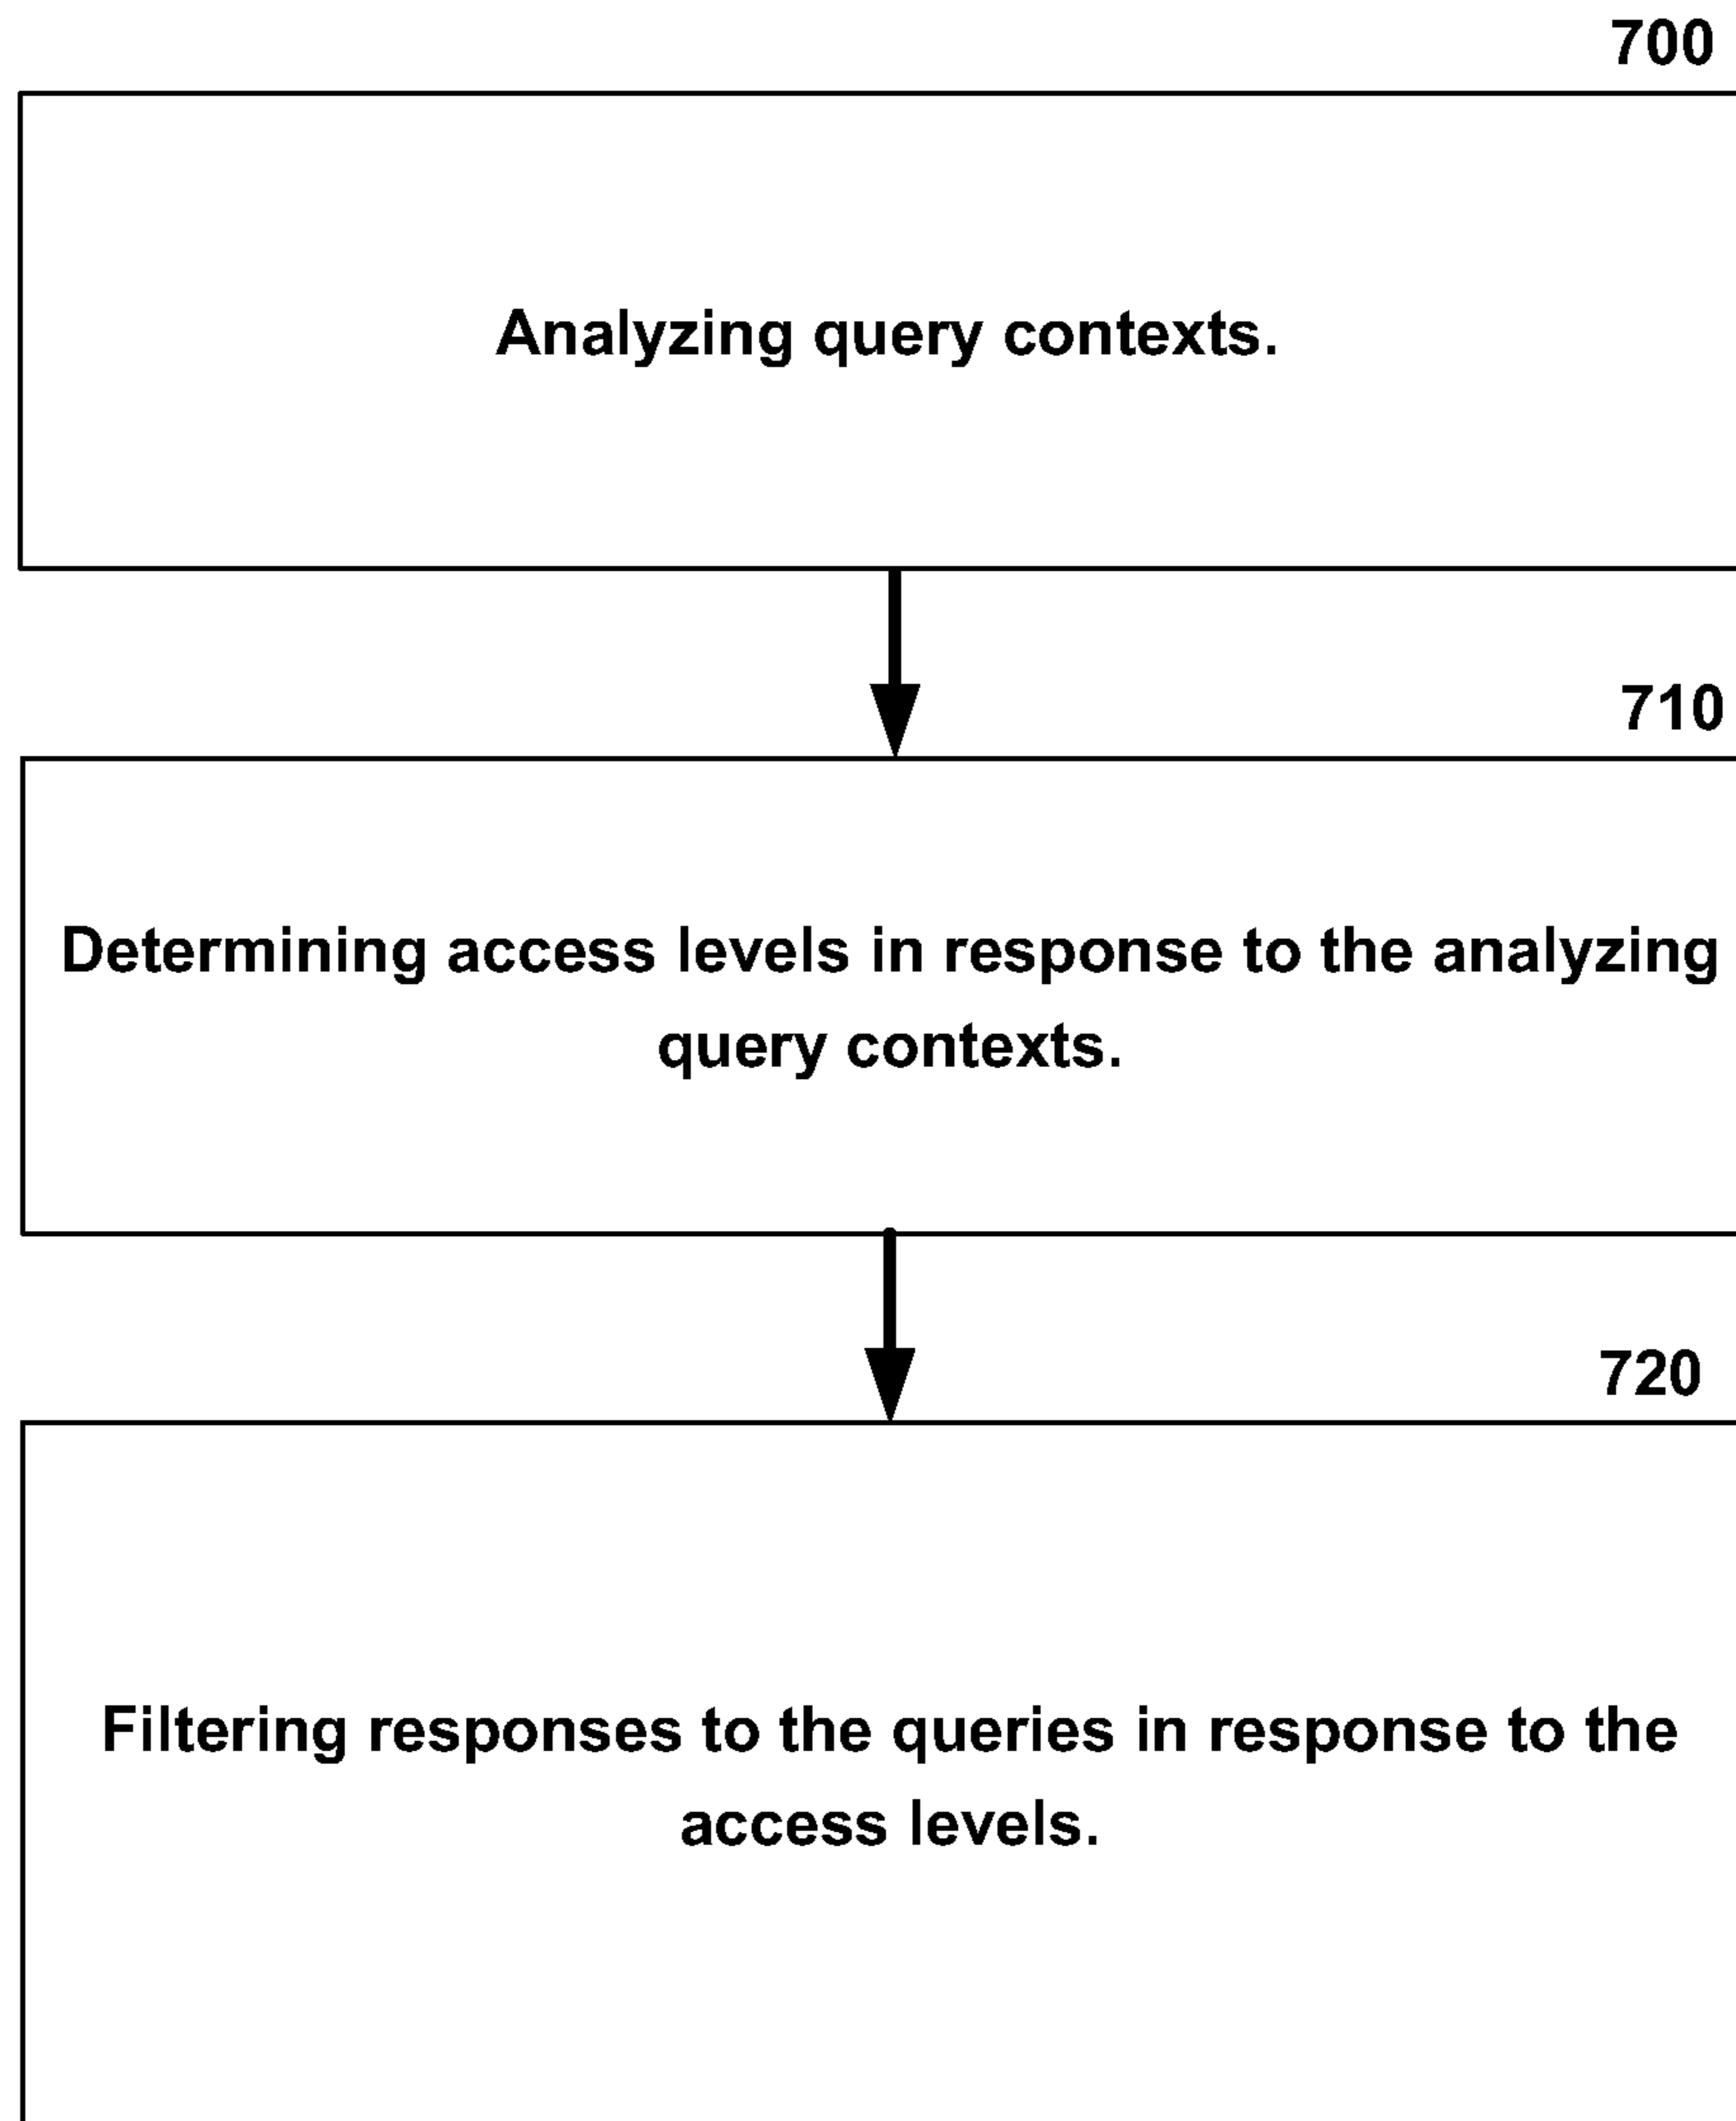 700
Analyzing query contexts.
710
Determining access levels in response to the analyzing
query contexts.
720
Filtering responses to the queries in response to the
access levels.